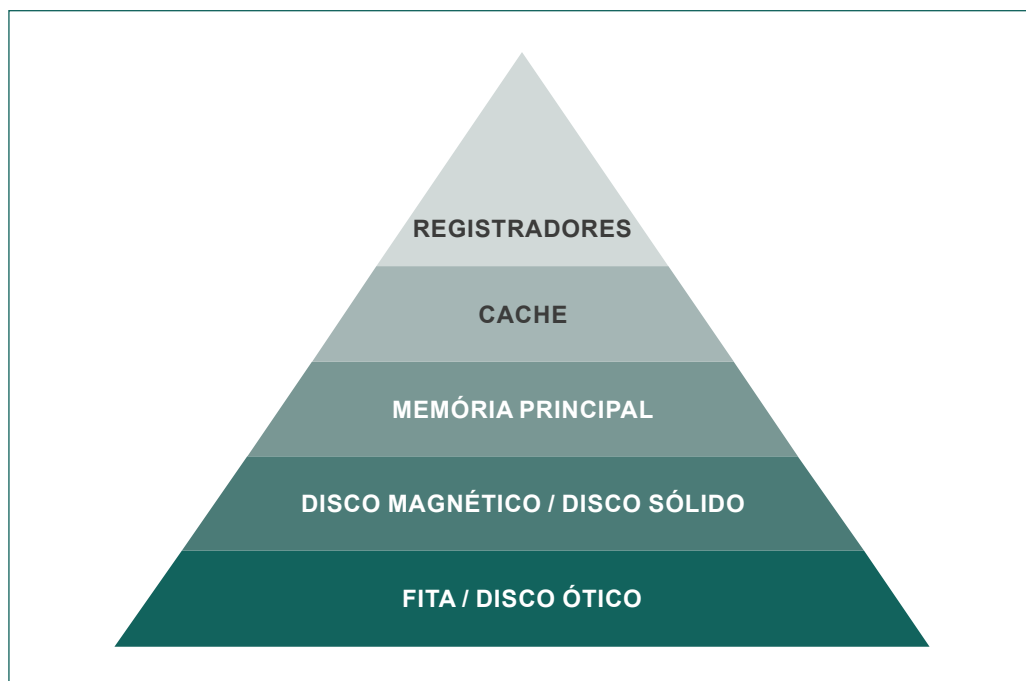 REGISTRADORES
CACHE
MEMÓRIA PRINCIPAL
DISCO MAGNÉTICO / DISCO SÓLIDO
FITA / DISCO ÓTICO